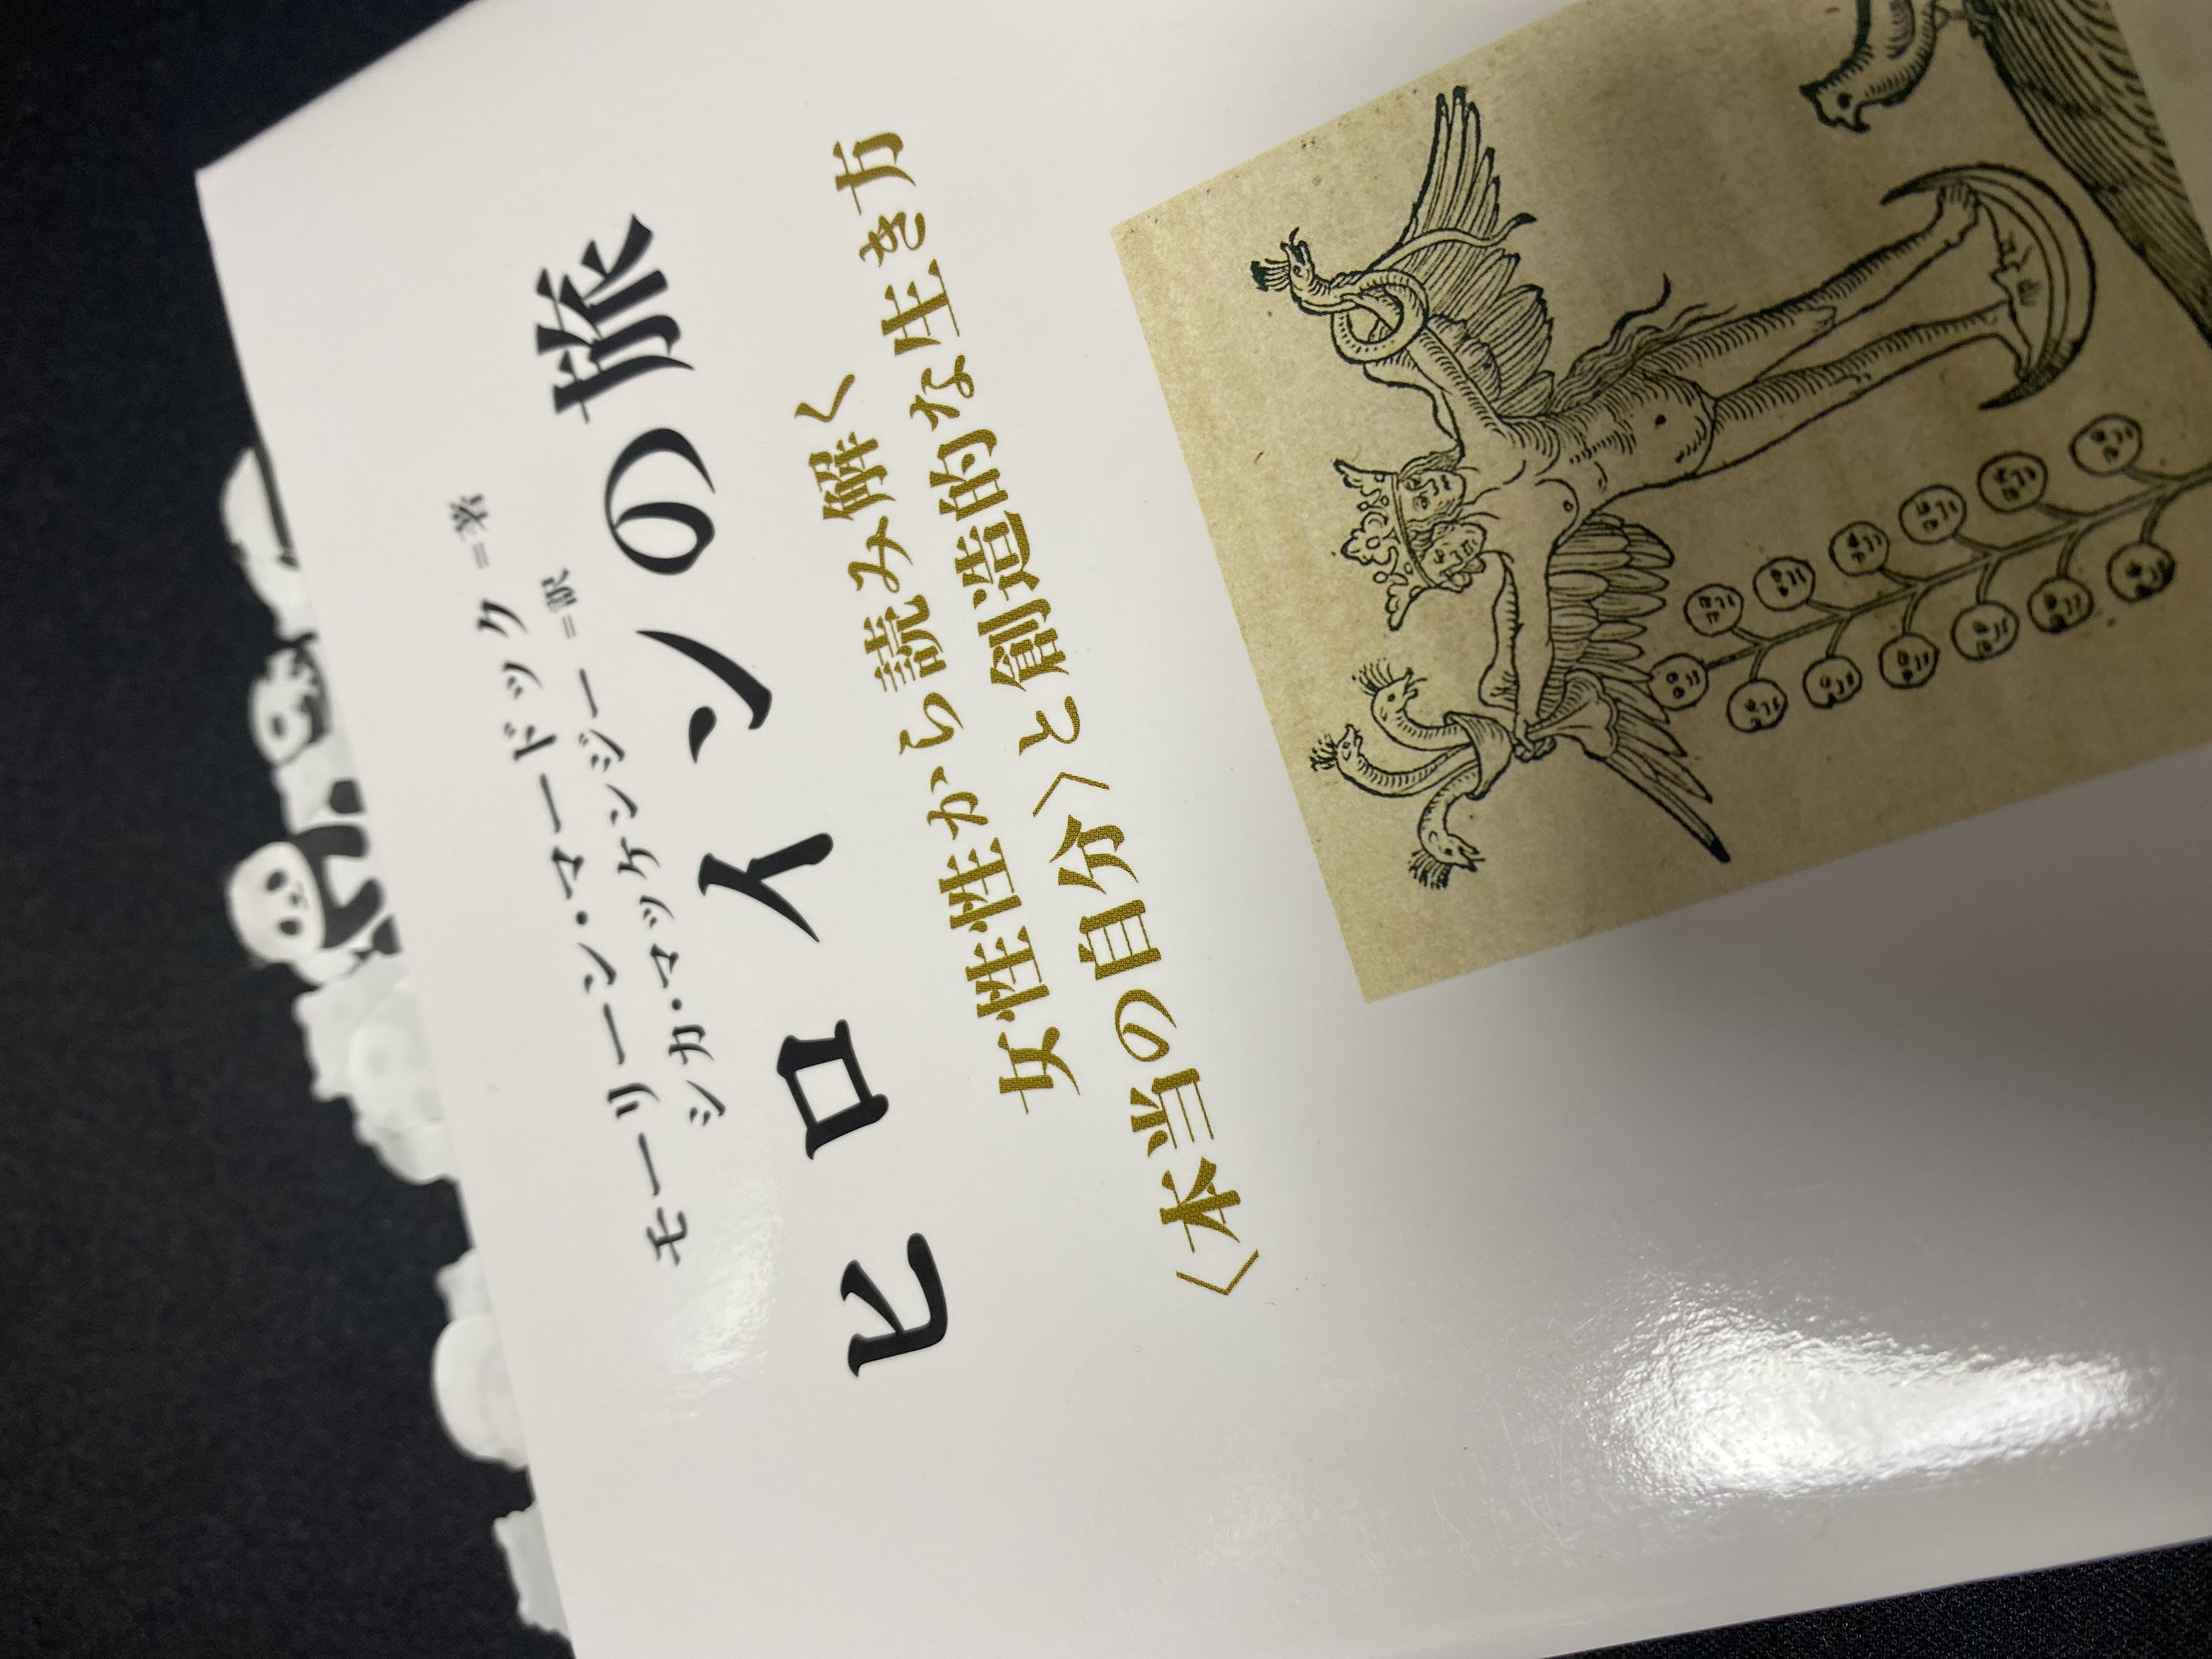 モーリーン・マードック=著
シカ・マッケンジー=訳
ヒロインの旅
女性性から読み解く
〈本当の自分〉と創造的な生き方